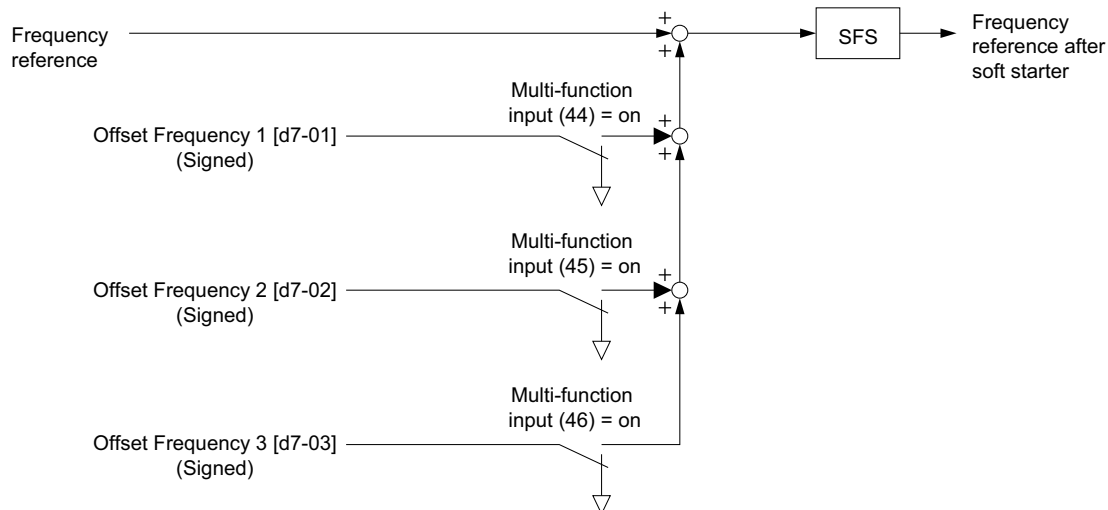 Frequency
reference
+
+
SFS
Frequency
reference after
soft starter
Multi-function
input (44) = on
Offset Frequency 1 [d7-01]
(Signed)
+
+
Multi-function
input (45) = on
Offset Frequency 2 [d7-02]
(Signed)
+
+
Multi-function
input (46) = on
Offset Frequency 3 [d7-03]
(Signed)